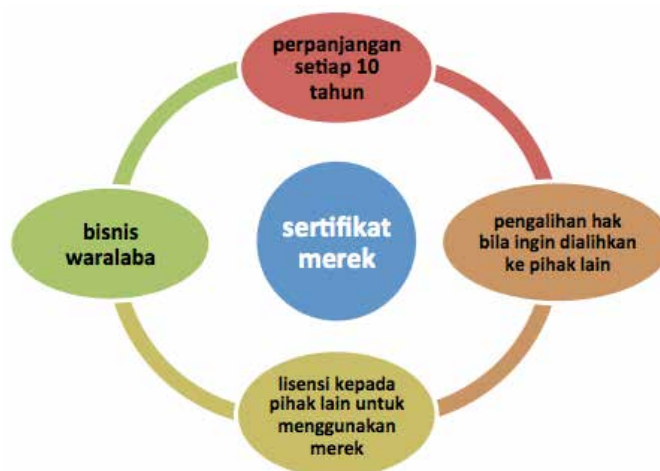 perpanjangan
setiap 10
tahun
bisnis
waralaba
sertifikat
merek
pengalihan hak
bila ingin dialihkan
ke pihak lain
lisensi kepada
pihak lain untuk
menggunakan
merek